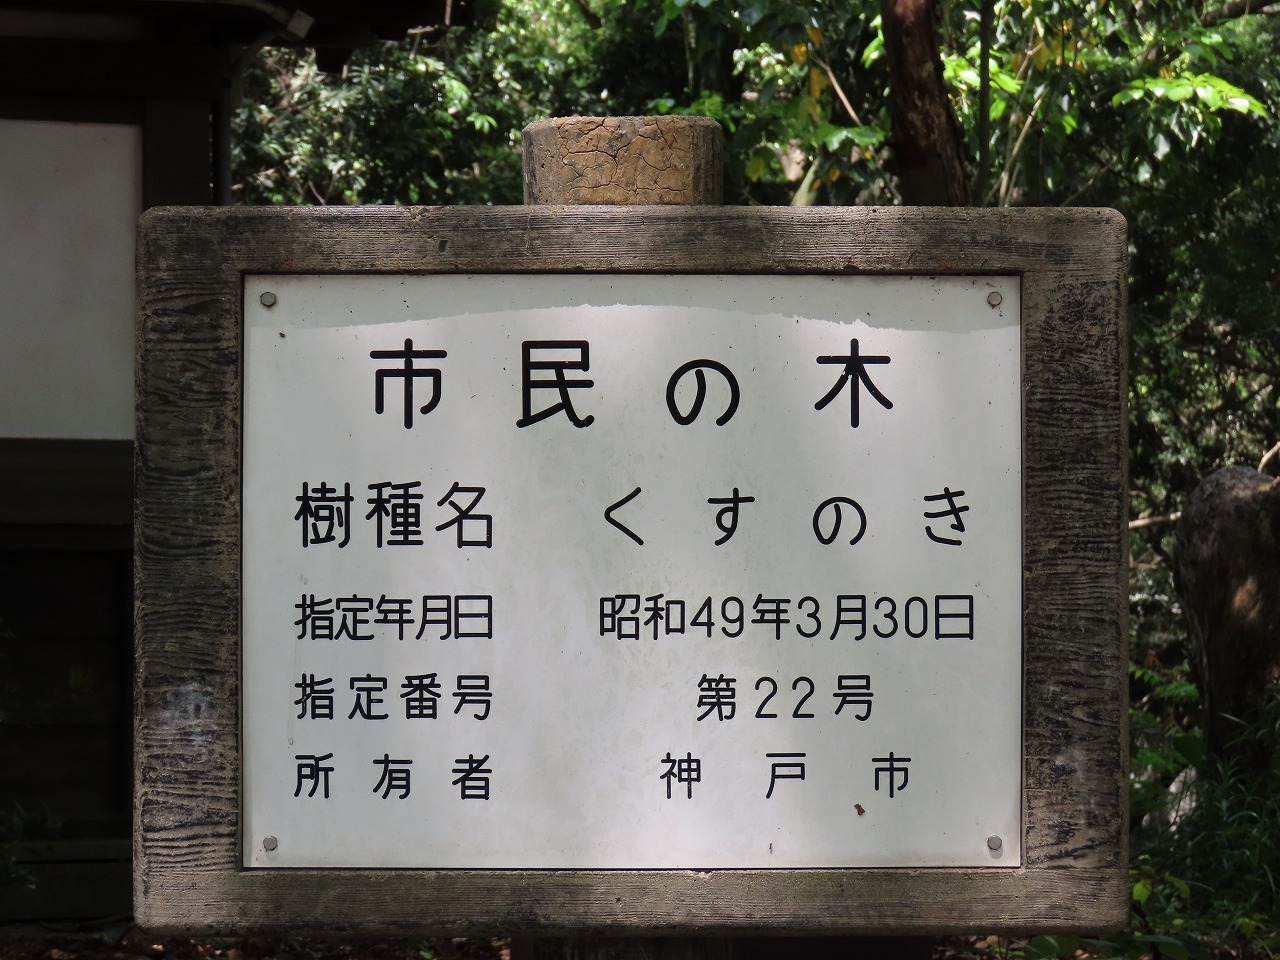 市民の木
樹種名 くすのき
指定年月日 昭和49年3月30日
指定番号 第22号
所有者 神戸市